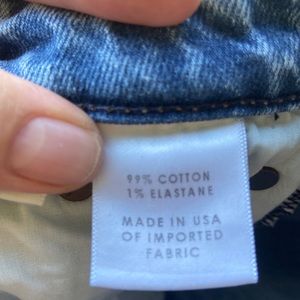 99% COTTON
1% ELASTANE
MADE IN USA
OF IMPORTED
FABRIC